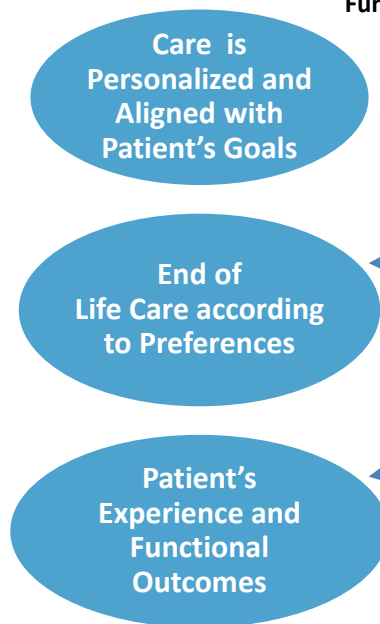 Care is
Personalized and
Aligned with
Patient's Goals
End of
Life Care according
to Preferences
Patient's
Experience and
Functional
Outcomes